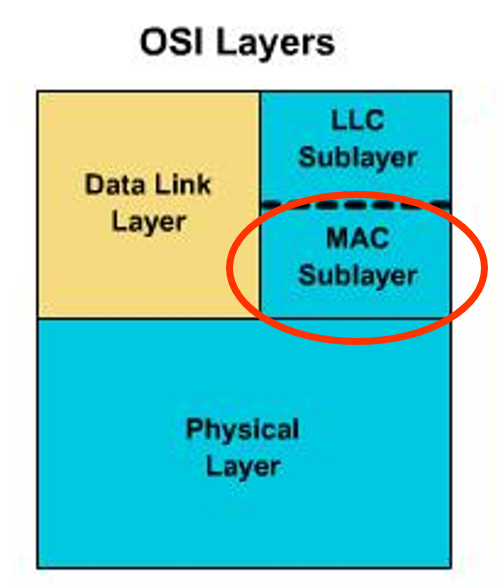 OSI Layers
Data Link
Layer
LLC
Sublayer
MAC
Sublayer
Physical
Layer